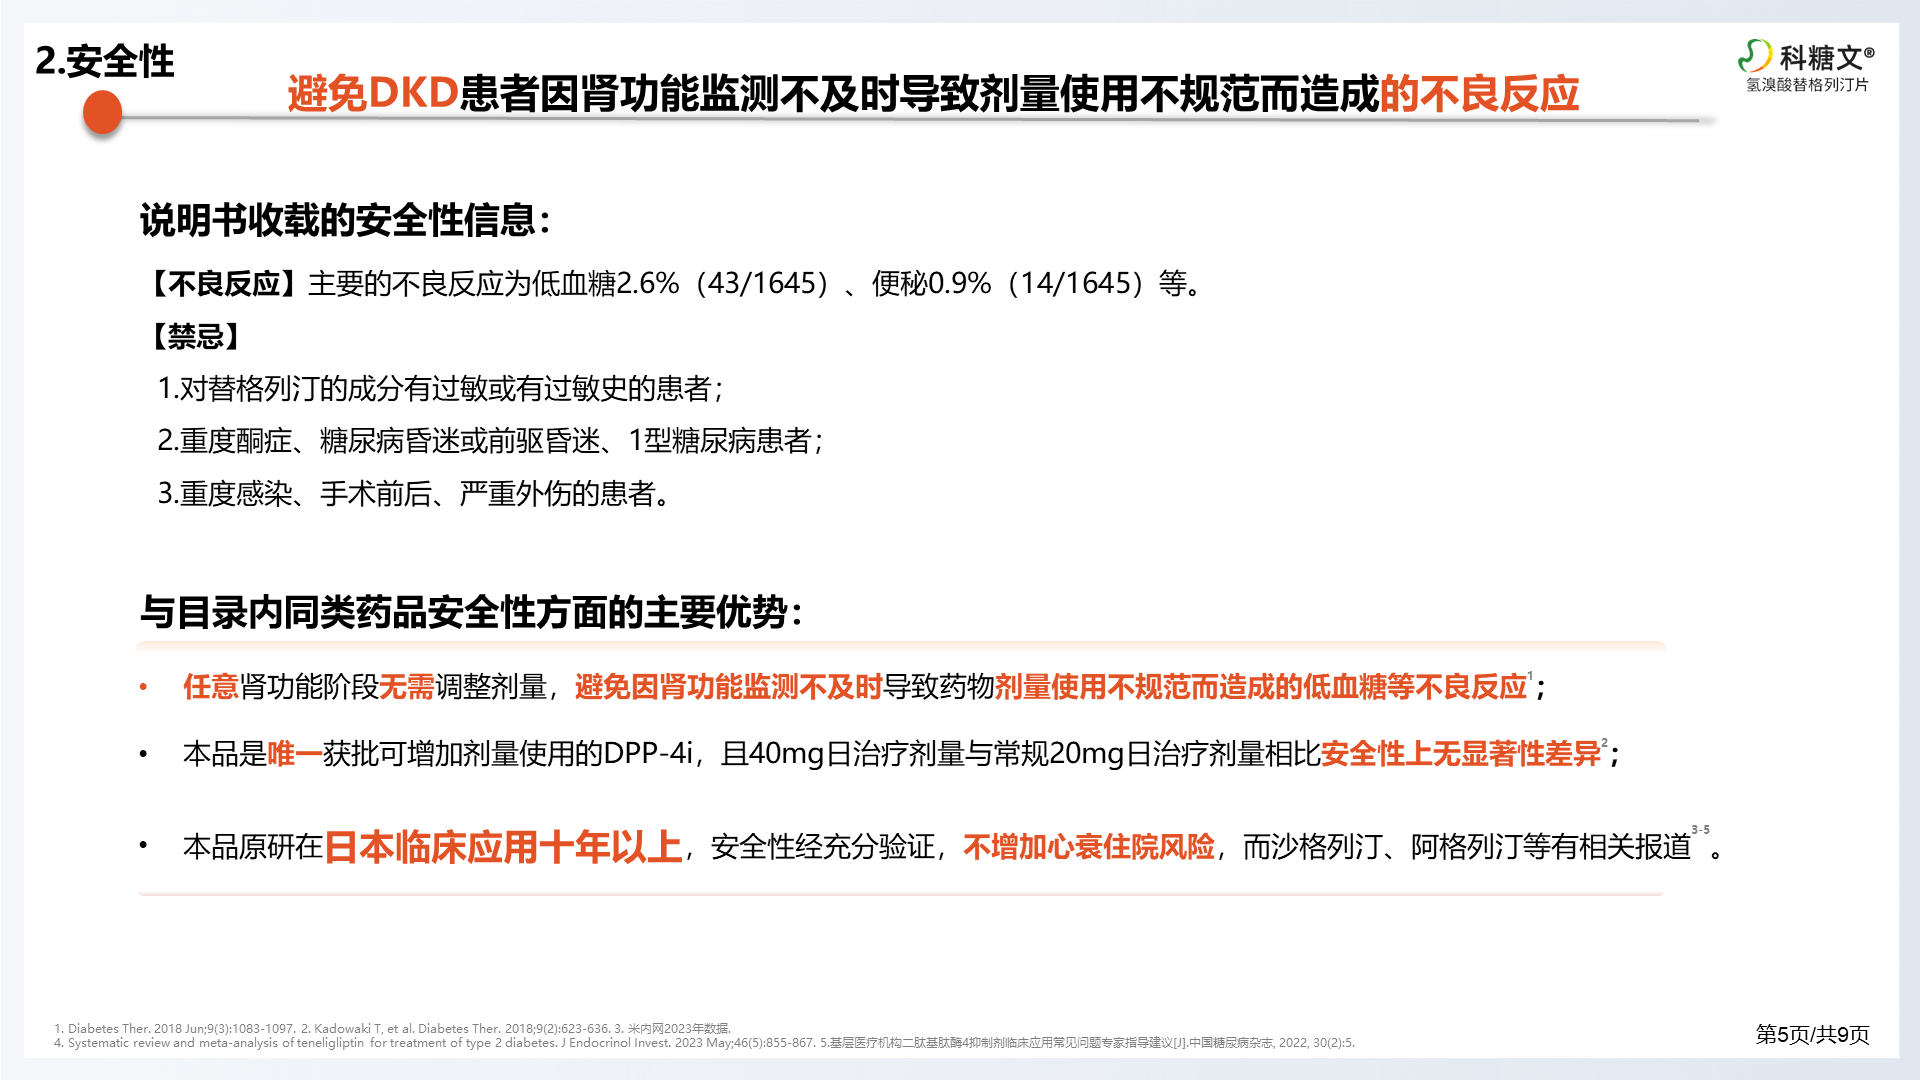 2.安全性
避免DKD患者因肾功能监测不及时导致剂量使用不规范而造成的不良反应
科糖文®
氢溴酸替格列汀片
说明书收载的安全性信息：
【不良反应】主要的不良反应为低血糖2.6%（43/1645）、便秘0.9%（14/1645）等。
【禁忌】
1.对替格列汀的成分有过敏或有过敏史的患者；
2.重度酮症、糖尿病昏迷或前驱昏迷、1型糖尿病患者；
3.重度感染、手术前后、严重外伤的患者。
与目录内同类药品安全性方面的主要优势：
• 任意肾功能阶段无需调整剂量，避免因肾功能监测不及时导致药物剂量使用不规范而造成的低血糖等不良反应1；
• 本品是唯一获批可增加剂量使用的DPP-4i，且40mg日治疗剂量与常规20mg日治疗剂量相比安全性上无显著性差异2；
• 本品原研在日本临床应用十年以上，安全性经充分验证，不增加心衰住院风险，而沙格列汀、阿格列汀等有相关报道3-5。
1. Diabetes Ther. 2018 Jun;9(3):1083-1097. 2. Kadowaki T, et al. Diabetes Ther. 2018;9(2):623-636. 3. 米内网2023年数据.
4. Systematic review and meta-analysis of teneligliptin for treatment of type 2 diabetes. J Endocrinol Invest. 2023 May;46(5):855-867. 5.基层医疗机构二肽基肽酶4抑制剂临床应用常见问题专家指导建议[J].中国糖尿病杂志, 2022, 30(2):5.
第5页/共9页